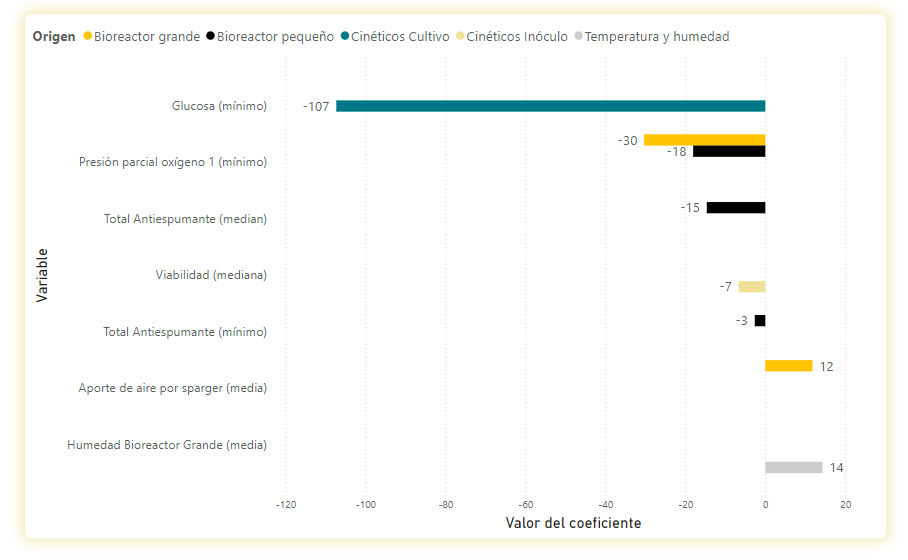 Origen Bioreactor grande Bioreactor pequeño Cinéticos Cultivo Cinéticos Inóculo Temperatura y humedad
Glucosa (mínimo) -107
-30
Presión parcial oxígeno 1 (mínimo) -18
Total Antiespumante (median) -15
Viabilidad (mediana) -7
Total Antiespumante (mínimo) -3
Aporte de aire por sparger (media) 12
Humedad Bioreactor Grande (media) 14
Variable
-120 -100 -80 -60 -40 -20 0 20
Valor del coeficiente